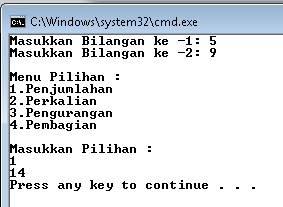 C:\Windows\system32\cmd.exe
Masukkan Bilangan ke -1: 5
Masukkan Bilangan ke -2: 9
Menu Pilihan :
1.Penjumlahan
2.Perkalian
3.Pengurangan
4.Pembagian
Masukkan Pilihan :
1
14
Press any key to continue . . .